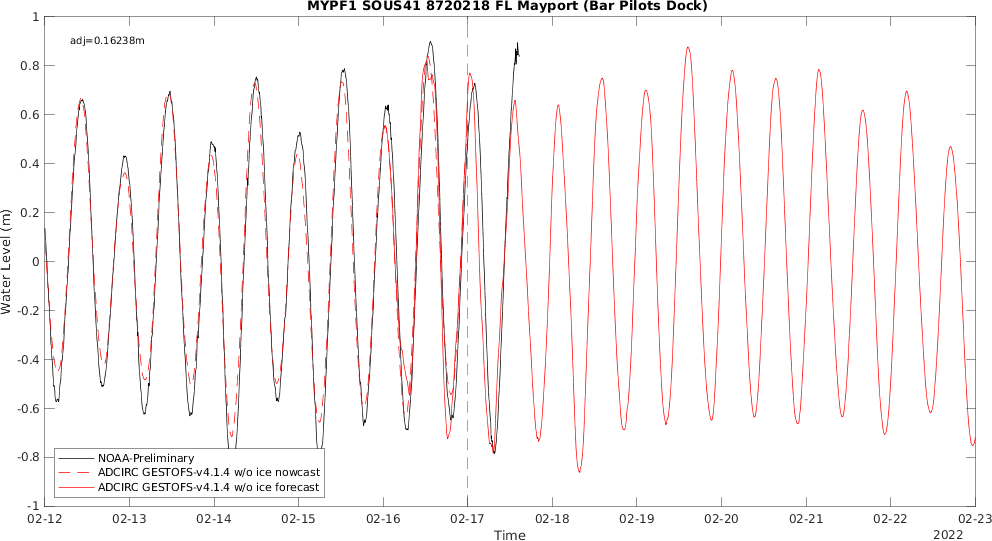 MYPF1 SOUS41 8720218 FL Mayport (Bar Pilots Dock)
adj=0.16238m
1
0.8
0.6
0.4
0.2
0
-0.2
-0.4
-0.6
-0.8
-1
Water Level (m)
NOAA-Preliminary
ADCIRC GESTOFS-v4.1.4 w/o ice nowcast
ADCIRC GESTOFS-v4.1.4 w/o ice forecast
02-12 02-13 02-14 02-15 02-16 02-17 02-18 02-19 02-20 02-21 02-22 02-23
Time
2022